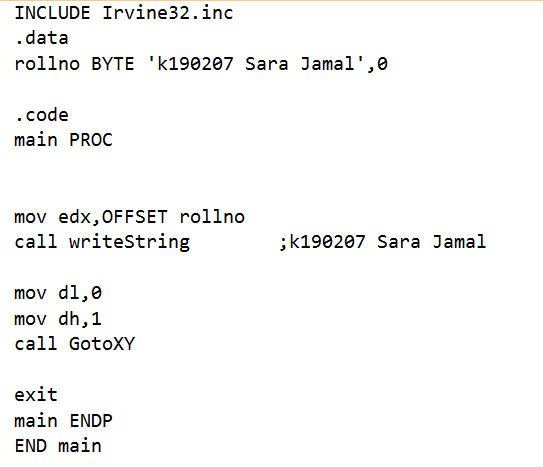 INCLUDE Irvine32.inc
.data
rollno BYTE 'k190207 Sara Jamal',0
.code
main PROC
mov edx,OFFSET rollno
call writeString ;k190207 Sara Jamal
mov dl,0
mov dh,1
call GotoXY
exit
main ENDP
END main